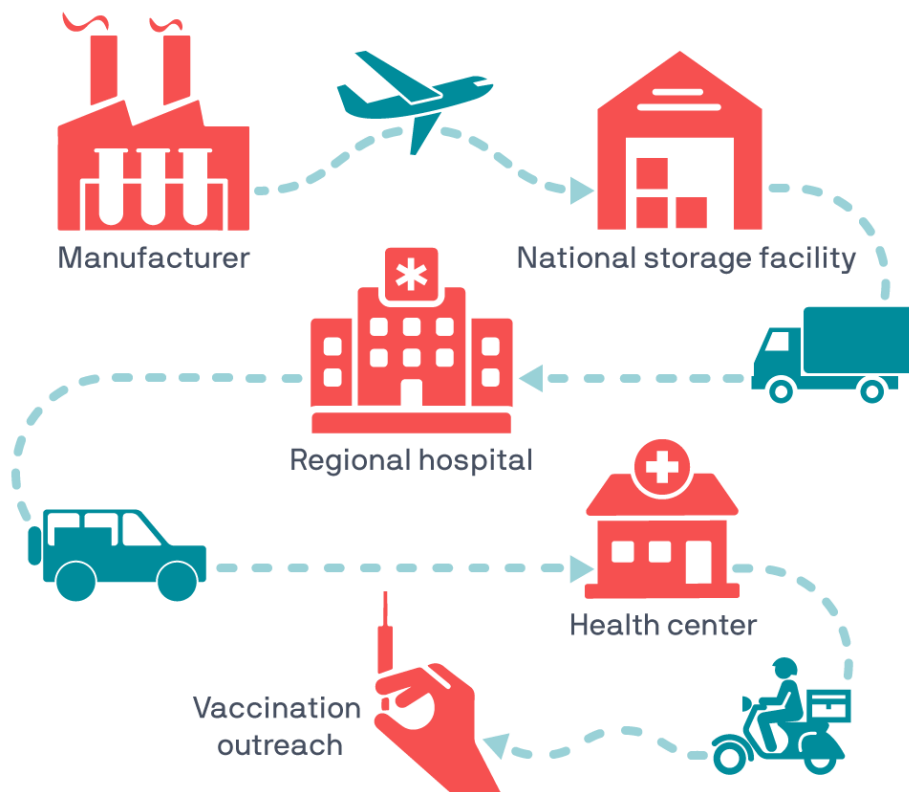 Manufacturer
National storage facility
Regional hospital
Health center
Vaccination
outreach